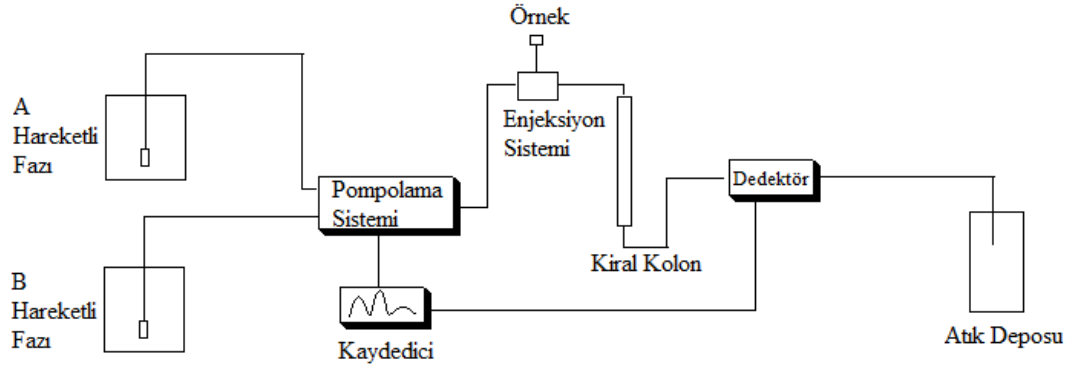 Örnek
A
Hareketli
Fazı
Enjeksiyon
Sistemi
Pompolama
Sistemi
Dedektör
Kiral Kolon
B
Hareketli
Fazı
Kaydedici
Atık Deposu